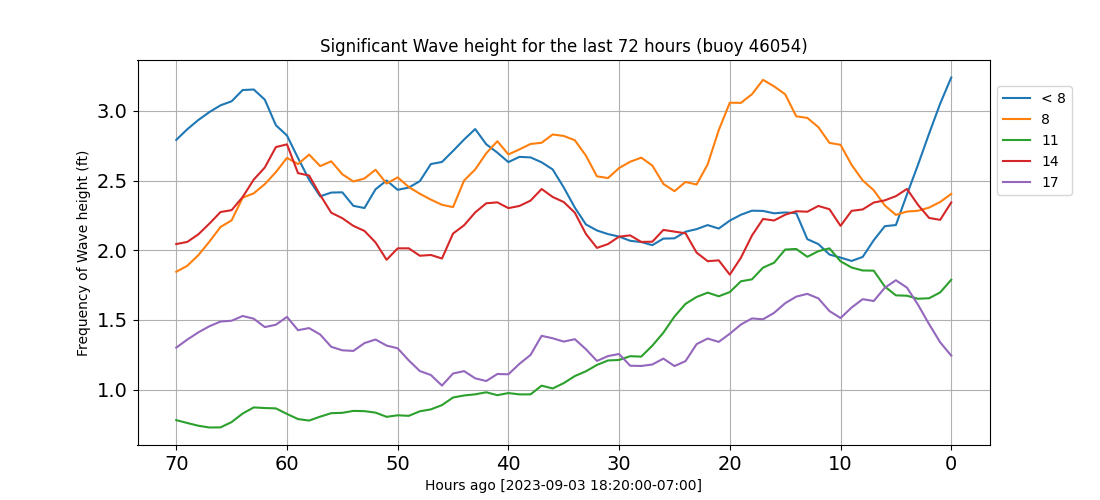 Significant Wave height for the last 72 hours (buoy 46054)
Frequency of Wave height (ft)
3.0
2.5
2.0
1.5
1.0
70 60 50 40 30 20 10 0
Hours ago [2023-09-03 18:20:00-07:00]
< 8
8
11
14
17